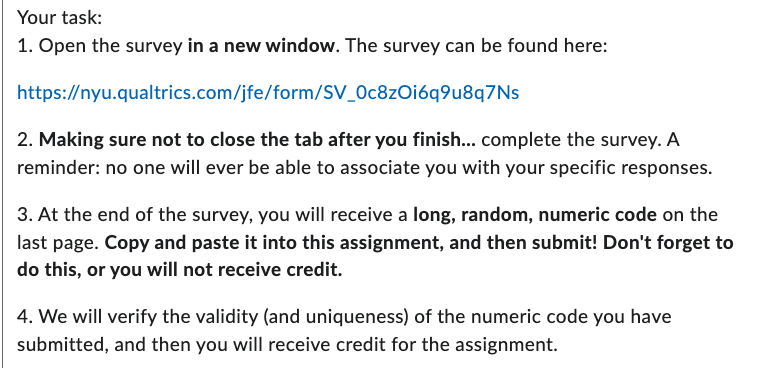 Your task:
1. Open the survey in a new window. The survey can be found here:
https://nyu.qualtrics.com/jfe/form/SV_0c8zOi6q9u8q7Ns
2. Making sure not to close the tab after you finish... complete the survey. A
reminder: no one will ever be able to associate you with your specific responses.
3. At the end of the survey, you will receive a long, random, numeric code on the
last page. Copy and paste it into this assignment, and then submit! Don't forget to
do this, or you will not receive credit.
4. We will verify the validity (and uniqueness) of the numeric code you have
submitted, and then you will receive credit for the assignment.